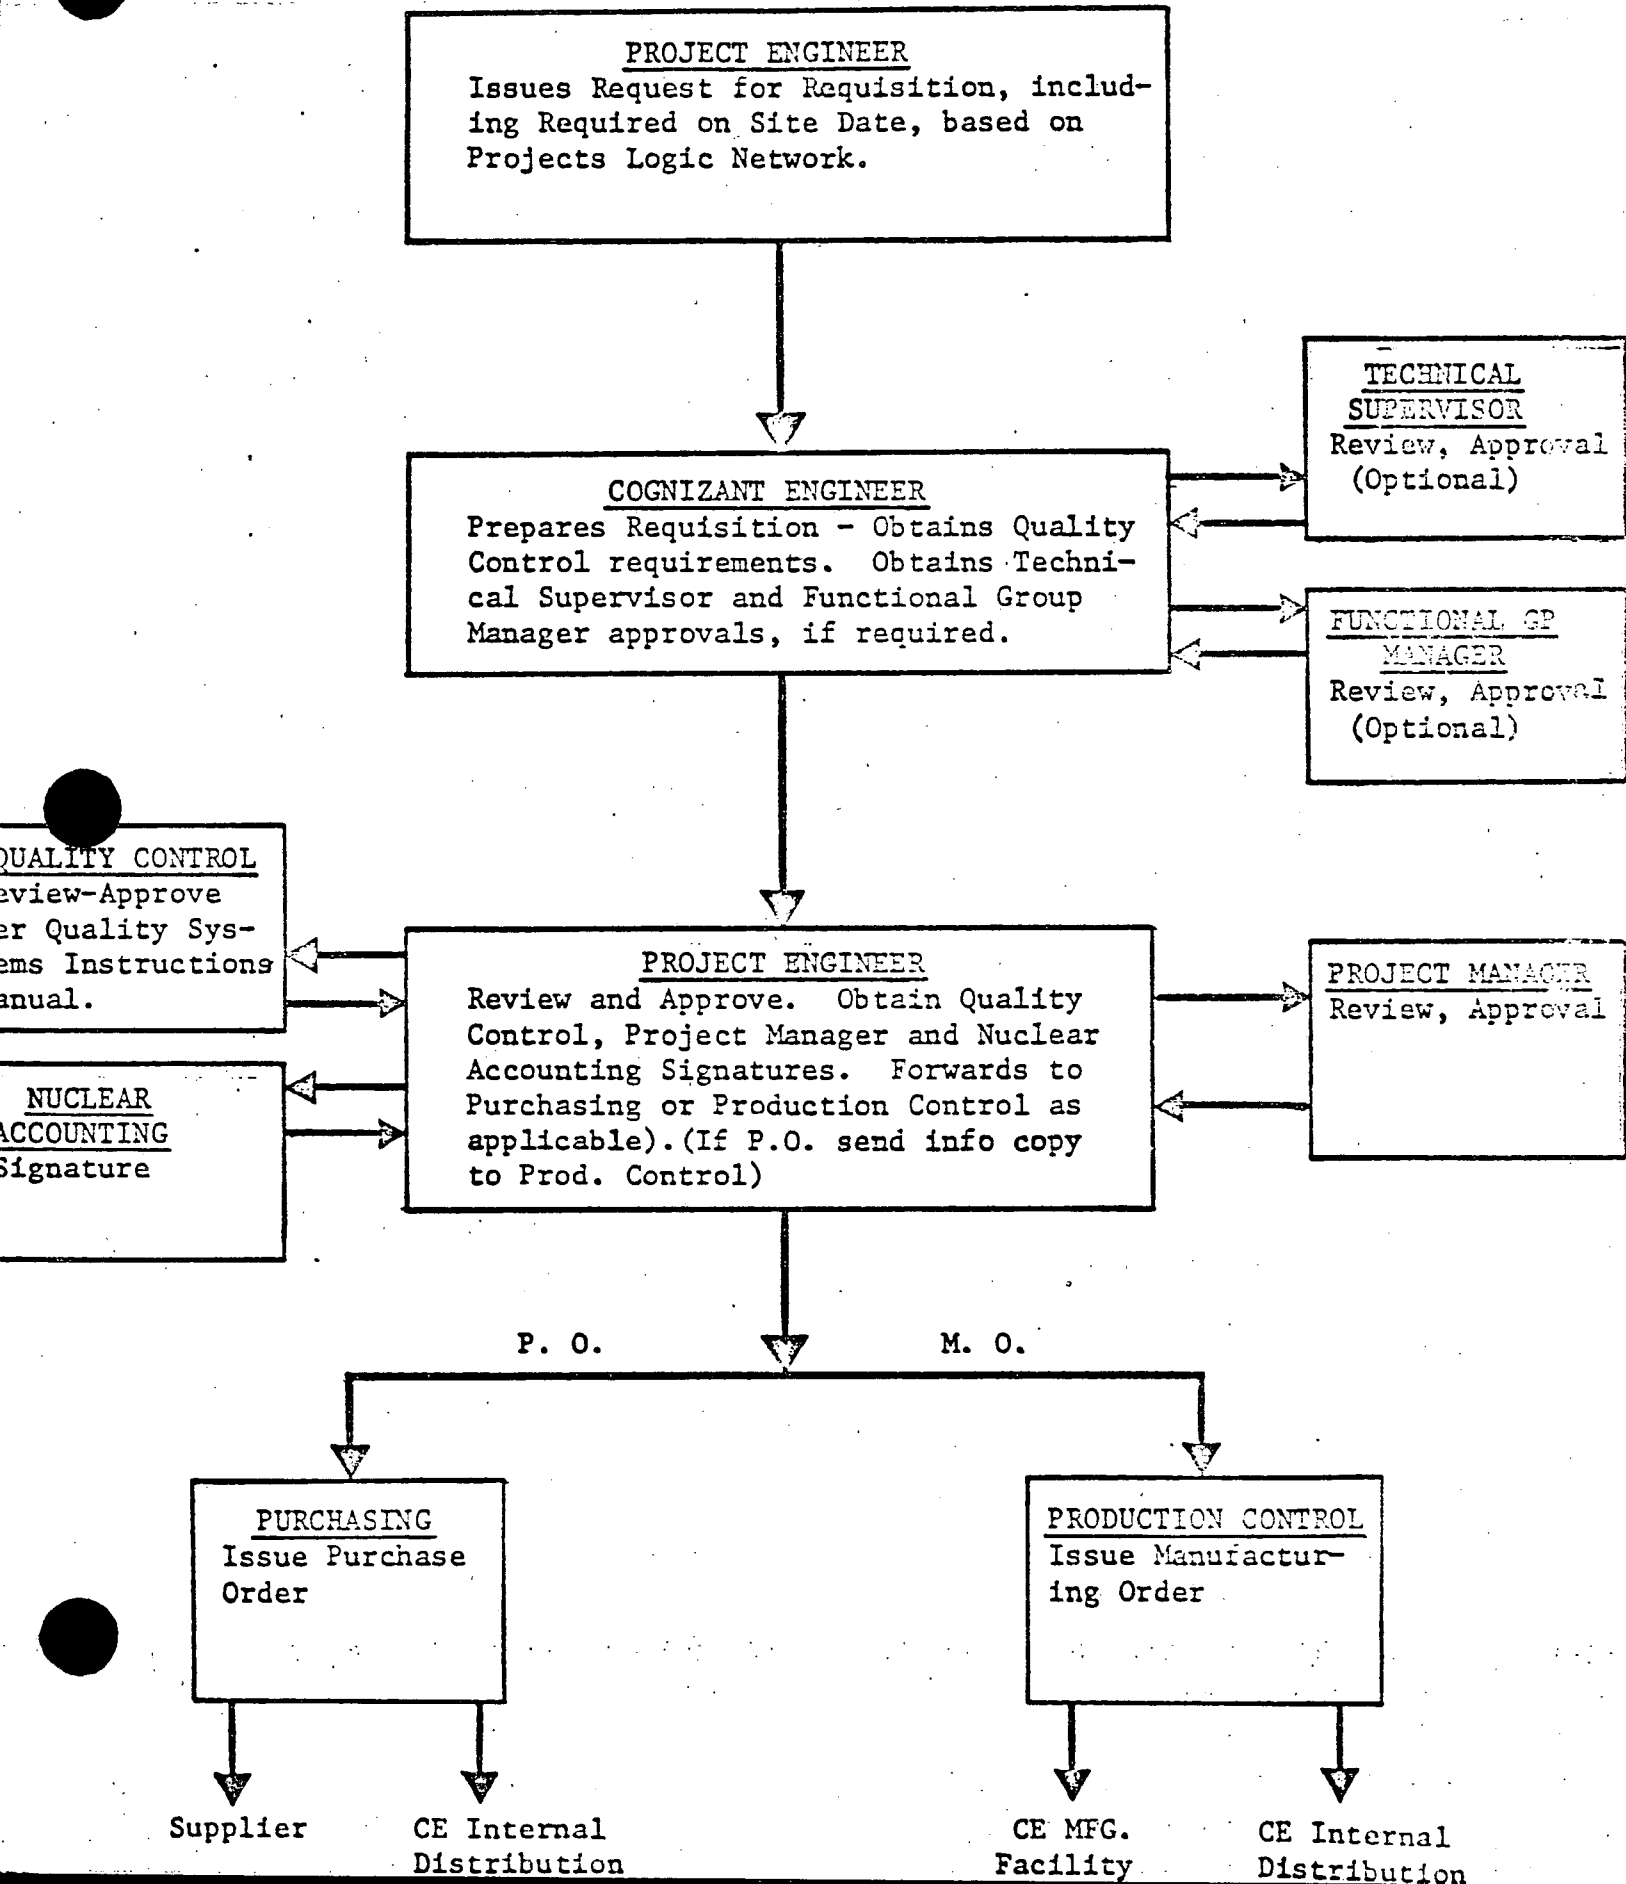 PROJECT ENGINEER
Issues Request for Requisition, includ-
ing Required on Site Date, based on
Projects Logic Network.
TECHNICAL
SUPERVISOR
Review, Approval
(Optional)
COGNIZANT ENGINEER
Prepares Requisition - Obtains Quality
Control requirements. Obtains Techni-
cal Supervisor and Functional Group
Manager approvals, if required.
FUNCTIONAL GP
MANAGER
Review, Approval
(Optional)
QUALITY CONTROL
eview-Approve
er Quality Sys-
ems Instructions
anual.
NUCLEAR
ACCOUNTING
Signature
PROJECT ENGINEER
Review and Approve. Obtain Quality
Control, Project Manager and Nuclear
Accounting Signatures. Forwards to
Purchasing or Production Control as
applicable).(If P.O. send info copy
to Prod. Control)
PROJECT MANAGER
Review, Approval
P. O.
M. O.
PURCHASING
Issue Purchase
Order
PRODUCTION CONTROL
Issue Manufactur-
ing Order
Supplier
CE Internal
Distribution
CE MFG.
Facility
CE Internal
Distribution